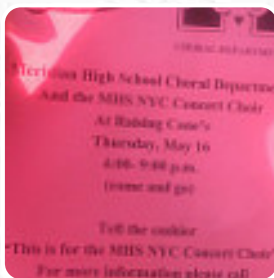 CHORAL DEPARTMENT
High School Choral Departme
And the MHS NYC Concert Choir
At Raising Cane's
Thursday, May 16
4:00- 9:00 p.m.
(come and go)
Tell the cashier
"This is for the MHS NYC Concert Choir
For more information please call